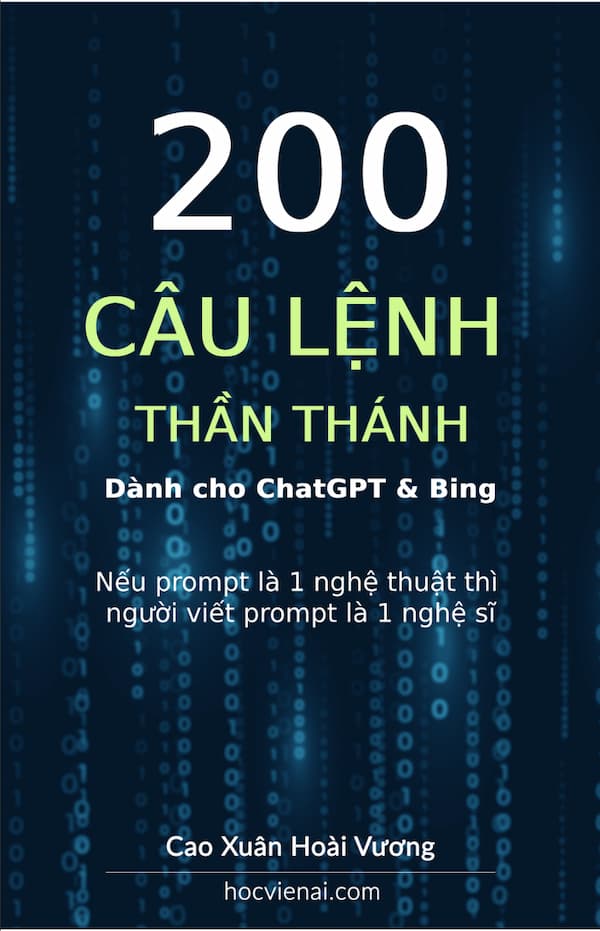 200
CÂU LỆNH
THẦN THÁNH
Dành cho ChatGPT & Bing
Nếu prompt là 1 nghệ thuật thì
người viết prompt là 1 nghệ sĩ
Cao Xuân Hoài Vương
hocvienai.com